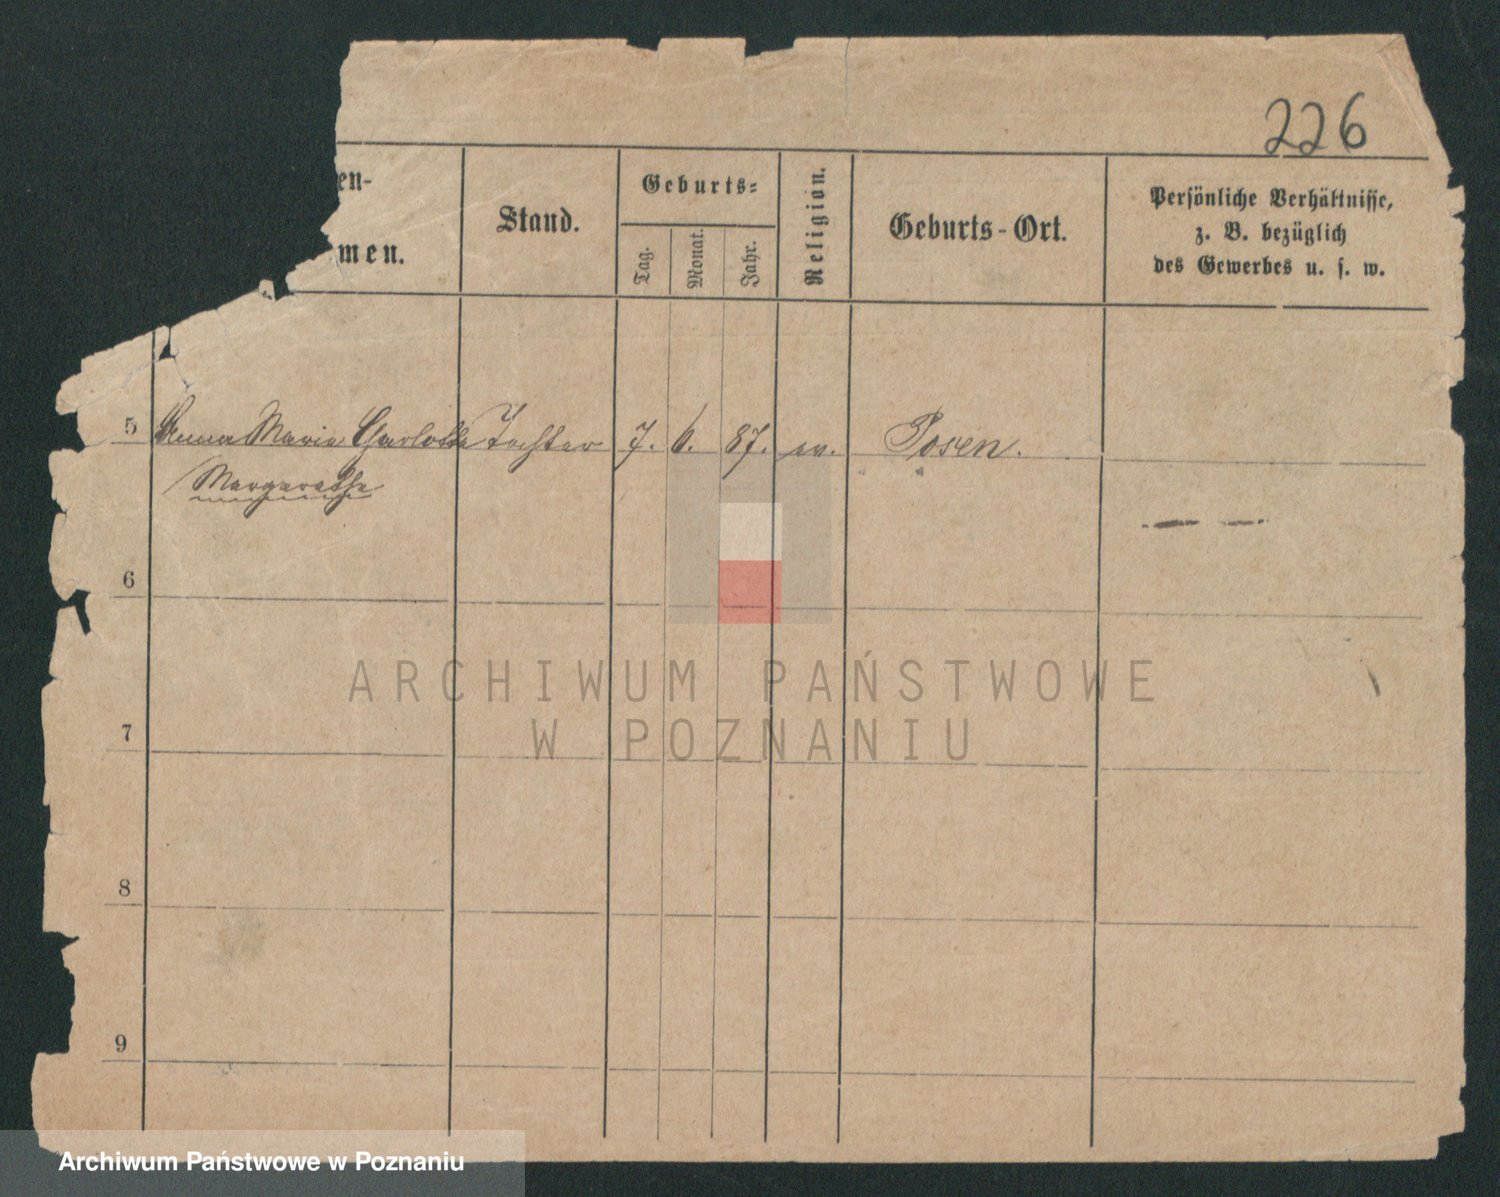 226
en-
men.
Stand.
Geburts-
Tag.
Monat.
Jahr.
Religion.
Geburts-Ort.
Persönliche Verhältnisse,
z. B. bezüglich
des Gewerbes u. s. w.
5 Anna Marie Charlotte Tochter 7. 6. 87. ev. Posen.
Margarethe
6
7
8
9
ARCHIWUM PAŃSTWOWE
W POZNANIU
Archiwum Państwowe w Poznaniu